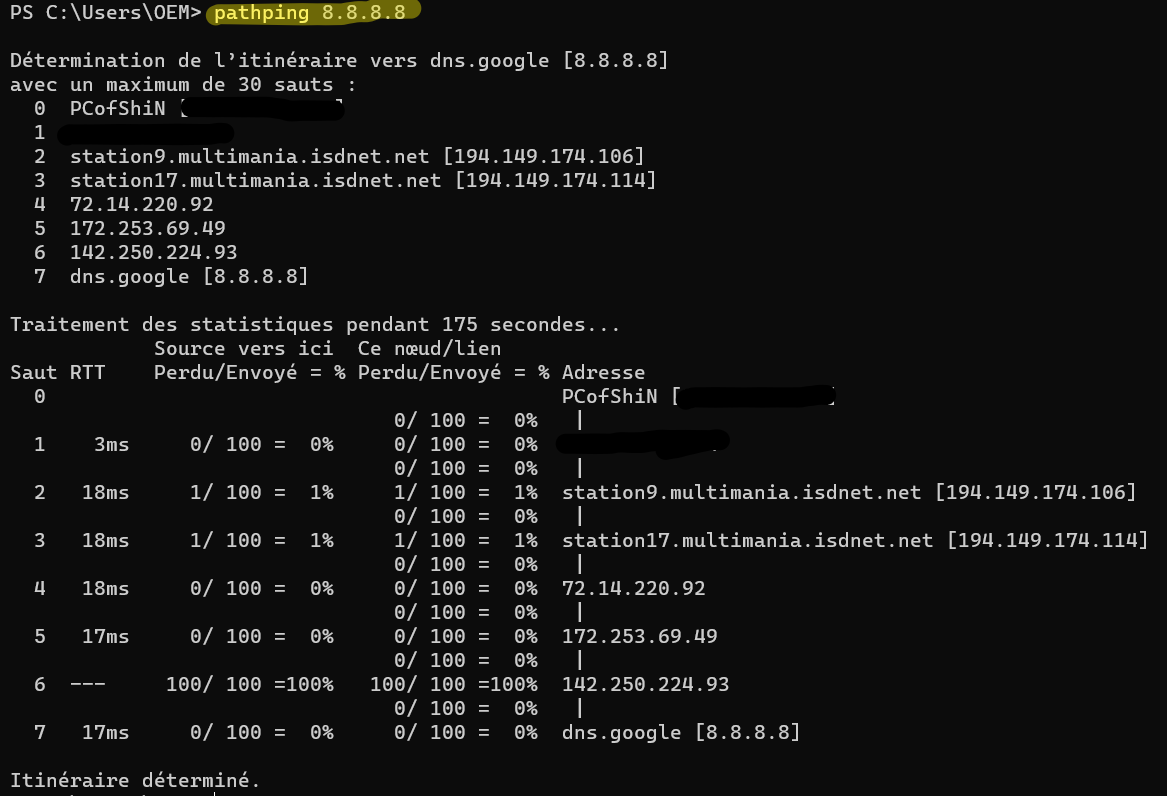 PS C:\Users\OEM> pathping 8.8.8.8
Détermination de l’itinéraire vers dns.google [8.8.8.8]
avec un maximum de 30 sauts :
0 PCofShiN [ ]
1
2 station9.multimania.isdnet.net [194.149.174.106]
3 station17.multimania.isdnet.net [194.149.174.114]
4 72.14.220.92
5 172.253.69.49
6 142.250.224.93
7 dns.google [8.8.8.8]
Traitement des statistiques pendant 175 secondes...
Source vers ici Ce nœud/lien
Saut RTT Perdu/Envoyé = % Perdu/Envoyé = % Adresse
0 PCofShiN [ ]
0/ 100 = 0% |
1 3ms 0/ 100 = 0% 0/ 100 = 0%
0/ 100 = 0% |
2 18ms 1/ 100 = 1% 1/ 100 = 1% station9.multimania.isdnet.net [194.149.174.106]
0/ 100 = 0% |
3 18ms 1/ 100 = 1% 1/ 100 = 1% station17.multimania.isdnet.net [194.149.174.114]
0/ 100 = 0% |
4 18ms 0/ 100 = 0% 0/ 100 = 0% 72.14.220.92
0/ 100 = 0% |
5 17ms 0/ 100 = 0% 0/ 100 = 0% 172.253.69.49
0/ 100 = 0% |
6 --- 100/ 100 =100% 100/ 100 =100% 142.250.224.93
0/ 100 = 0% |
7 17ms 0/ 100 = 0% 0/ 100 = 0% dns.google [8.8.8.8]
Itinéraire déterminé.